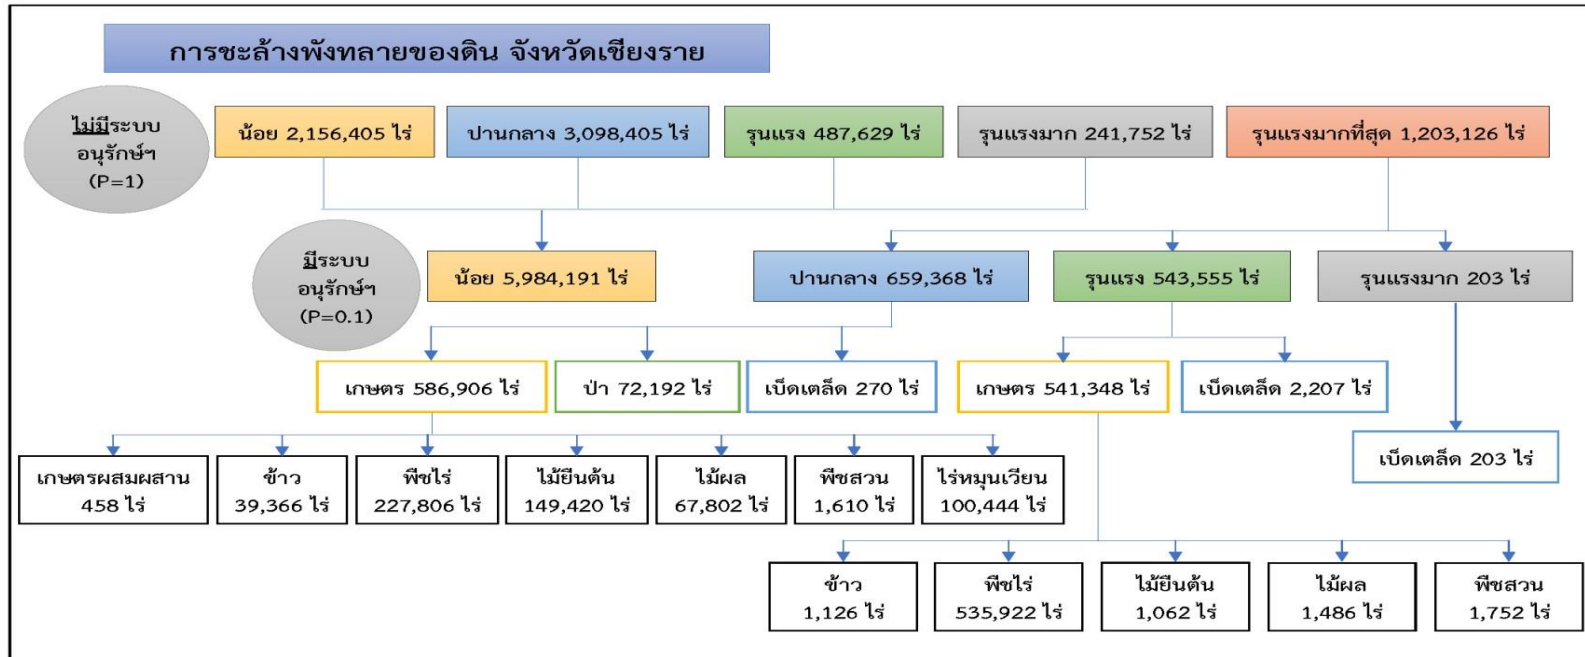 การชะล้างพังทลายของดิน จังหวัดเชียงราย
ไม่มีระบบ
อนุรักษ์ฯ
(P=1)
น้อย 2,156,405 ไร่
ปานกลาง 3,098,405 ไร่
รุนแรง 487,629 ไร่
รุนแรงมาก 241,752 ไร่
รุนแรงมากที่สุด 1,203,126 ไร่
มีระบบ
อนุรักษ์ฯ
(P=0.1)
น้อย 5,984,191 ไร่
ปานกลาง 659,368 ไร่
รุนแรง 543,555 ไร่
รุนแรงมาก 203 ไร่
เกษตร 586,906 ไร่
ป่า 72,192 ไร่
เบ็ดเตล็ด 270 ไร่
เกษตร 541,348 ไร่
เบ็ดเตล็ด 2,207 ไร่
เบ็ดเตล็ด 203 ไร่
เกษตรผสมผสาน
458 ไร่
ข้าว
39,366 ไร่
พืชไร่
227,806 ไร่
ไม้ยืนต้น
149,420 ไร่
ไม้ผล
67,802 ไร่
พืชสวน
1,610 ไร่
ไร่หมุนเวียน
100,444 ไร่
ข้าว
1,126 ไร่
พืชไร่
535,922 ไร่
ไม้ยืนต้น
1,062 ไร่
ไม้ผล
1,486 ไร่
พืชสวน
1,752 ไร่